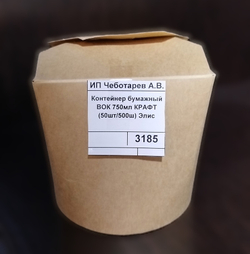 ИП Чеботарев А.В.
Контейнер бумажный
ВОК 750мл КРАФТ
(50шт/500ш) Элис
3185